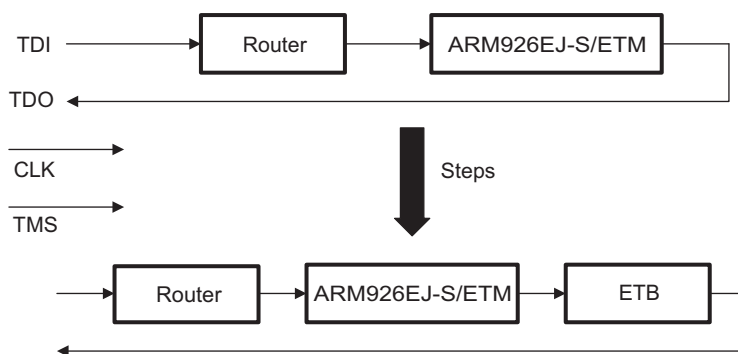 TDI
Router
ARM926EJ-S/ETM
TDO
CLK
Steps
TMS
Router
ARM926EJ-S/ETM
ETB